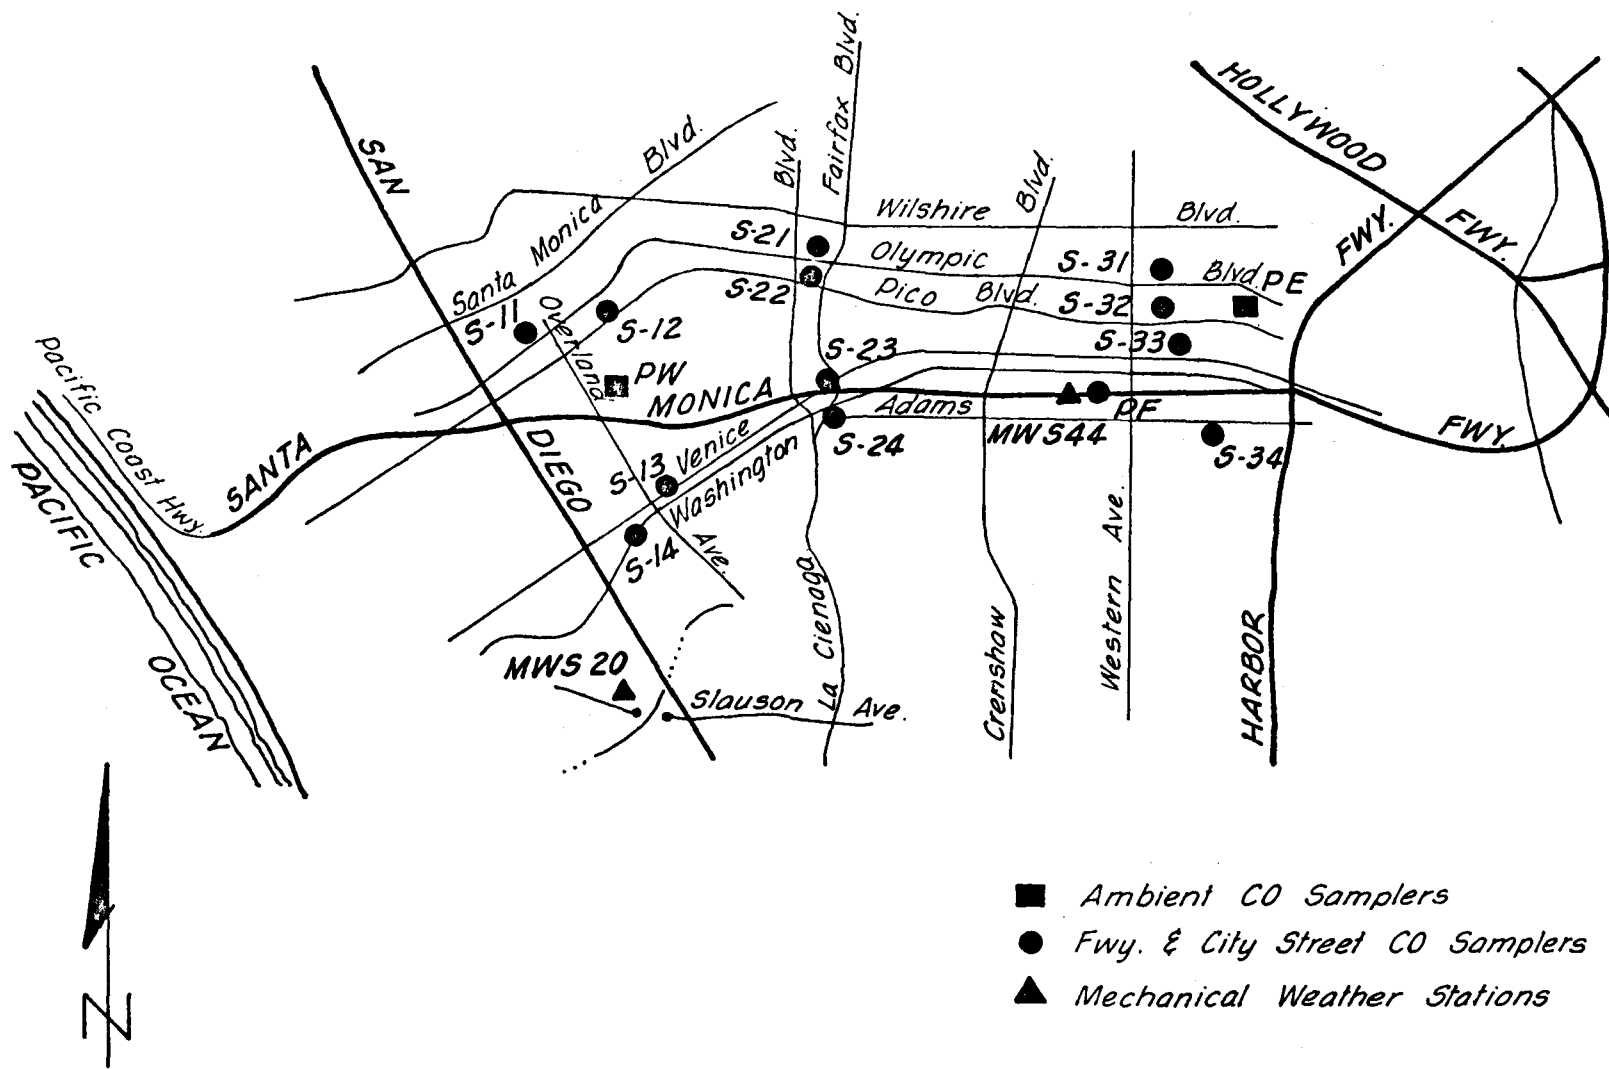 Fairfax Blvd.
HOLLYWOOD FWY.
SAN DIEGO
Blvd.
Santa Monica Blvd.
Blvd.
Wilshire Blvd.
FWY.
S-21
Olympic Blvd.
S-31
PE
S-22
Pico Blvd.
S-32
S-11
Overland Ave.
S-12
S-33
S-23
Pacific Coast Hwy.
PW
SANTA MONICA FWY.
PF
Adams
MWS44
S-24
S-34
S-13
Venice
Washington
S-14
PACIFIC OCEAN
La Cienaga
Crenshaw
Western Ave.
HARBOR
MWS 20
Slauson Ave.
N
Ambient CO Samplers
Fwy. & City Street CO Samplers
Mechanical Weather Stations